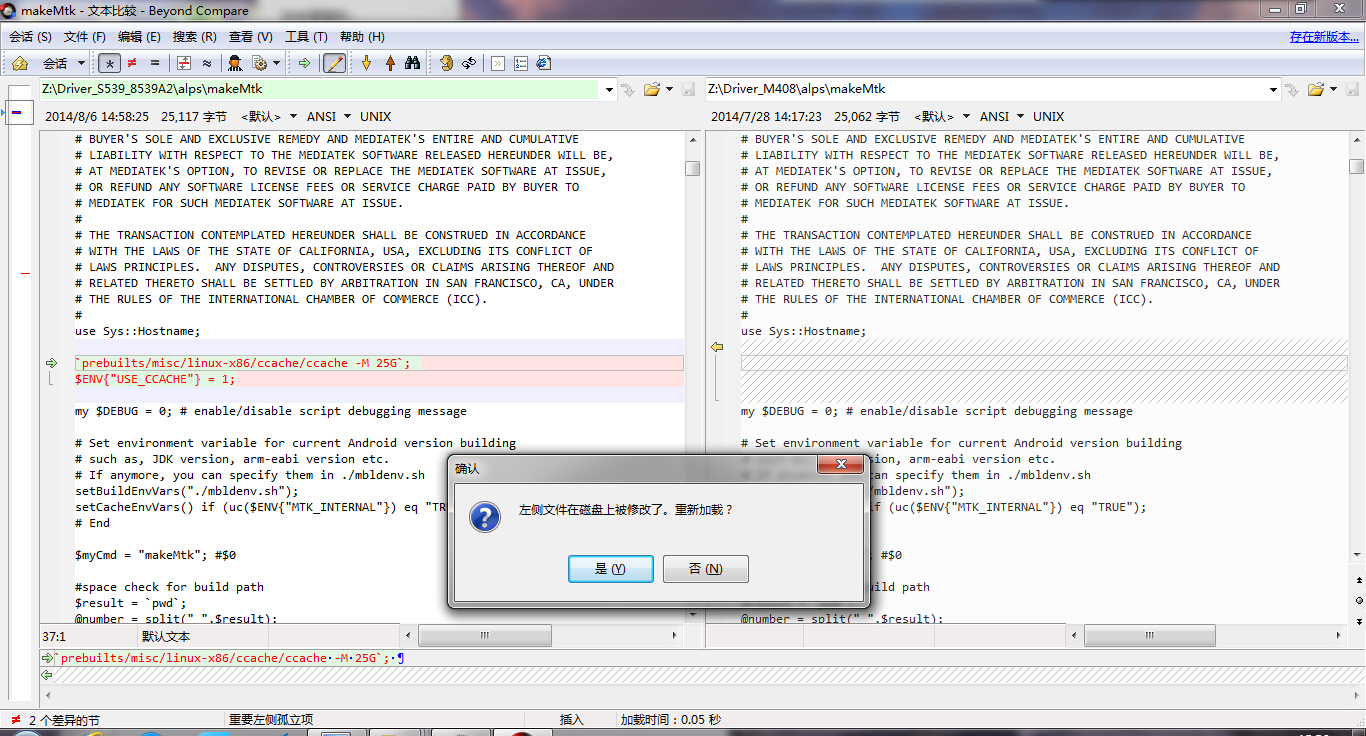 makeMtk - 文本比较 - Beyond Compare
会话 (S) 文件 (F) 编辑 (E) 搜索 (R) 查看 (V) 工具 (T) 帮助 (H) 存在新版本...
会话
Z:\Driver_S539_8539A2\alps\makeMtk
2014/8/6 14:58:25 25,117 字节 <默认> ANSI UNIX
# BUYER'S SOLE AND EXCLUSIVE REMEDY AND MEDIATEK'S ENTIRE AND CUMULATIVE
# LIABILITY WITH RESPECT TO THE MEDIATEK SOFTWARE RELEASED HEREUNDER WILL BE,
# AT MEDIATEK'S OPTION, TO REVISE OR REPLACE THE MEDIATEK SOFTWARE AT ISSUE,
# OR REFUND ANY SOFTWARE LICENSE FEES OR SERVICE CHARGE PAID BY BUYER TO
# MEDIATEK FOR SUCH MEDIATEK SOFTWARE AT ISSUE.
#
# THE TRANSACTION CONTEMPLATED HEREUNDER SHALL BE CONSTRUED IN ACCORDANCE
# WITH THE LAWS OF THE STATE OF CALIFORNIA, USA, EXCLUDING ITS CONFLICT OF
# LAWS PRINCIPLES.  ANY DISPUTES, CONTROVERSIES OR CLAIMS ARISING THEREOF AND
# RELATED THERETO SHALL BE SETTLED BY ARBITRATION IN SAN FRANCISCO, CA, UNDER
# THE RULES OF THE INTERNATIONAL CHAMBER OF COMMERCE (ICC).
#
use Sys::Hostname;
`prebuilts/misc/linux-x86/ccache/ccache -M 25G`;
$ENV{"USE_CCACHE"} = 1;
my $DEBUG = 0; # enable/disable script debugging message
# Set environment variable for current Android version building
# such as, JDK version, arm-eabi version etc.
# If anymore, you can specify them in ./mbldenv.sh
setBuildEnvVars("./mbldenv.sh");
setCacheEnvVars() if (uc($ENV{"MTK_INTERNAL"}) eq "TR
# End
$myCmd = "makeMtk"; #$0
#space check for build path
$result = `pwd`;
@number = split(" ",$result);
37:1 默认文本
Z:\Driver_M408\alps\makeMtk
2014/7/28 14:17:23 25,062 字节 <默认> ANSI UNIX
# BUYER'S SOLE AND EXCLUSIVE REMEDY AND MEDIATEK'S ENTIRE AND CUMULATIVE
# LIABILITY WITH RESPECT TO THE MEDIATEK SOFTWARE RELEASED HEREUNDER WILL BE,
# AT MEDIATEK'S OPTION, TO REVISE OR REPLACE THE MEDIATEK SOFTWARE AT ISSUE,
# OR REFUND ANY SOFTWARE LICENSE FEES OR SERVICE CHARGE PAID BY BUYER TO
# MEDIATEK FOR SUCH MEDIATEK SOFTWARE AT ISSUE.
#
# THE TRANSACTION CONTEMPLATED HEREUNDER SHALL BE CONSTRUED IN ACCORDANCE
# WITH THE LAWS OF THE STATE OF CALIFORNIA, USA, EXCLUDING ITS CONFLICT OF
# LAWS PRINCIPLES.  ANY DISPUTES, CONTROVERSIES OR CLAIMS ARISING THEREOF AND
# RELATED THERETO SHALL BE SETTLED BY ARBITRATION IN SAN FRANCISCO, CA, UNDER
# THE RULES OF THE INTERNATIONAL CHAMBER OF COMMERCE (ICC).
#
use Sys::Hostname;
my $DEBUG = 0; # enable/disable script debugging message
# Set environment variable for current Android version building
sion, arm-eabi version etc.
can specify them in ./mbldenv.sh
/mbldenv.sh");
if (uc($ENV{"MTK_INTERNAL"}) eq "TRUE");
#$0
build path
@number = split(" ",$result);
确认
左侧文件在磁盘上被修改了。重新加载？
是 (Y) 否 (N)
`prebuilts/misc/linux-x86/ccache/ccache·-M·25G`;·¶
2 个差异的节 重要左侧孤立项 插入 加载时间：0.05 秒